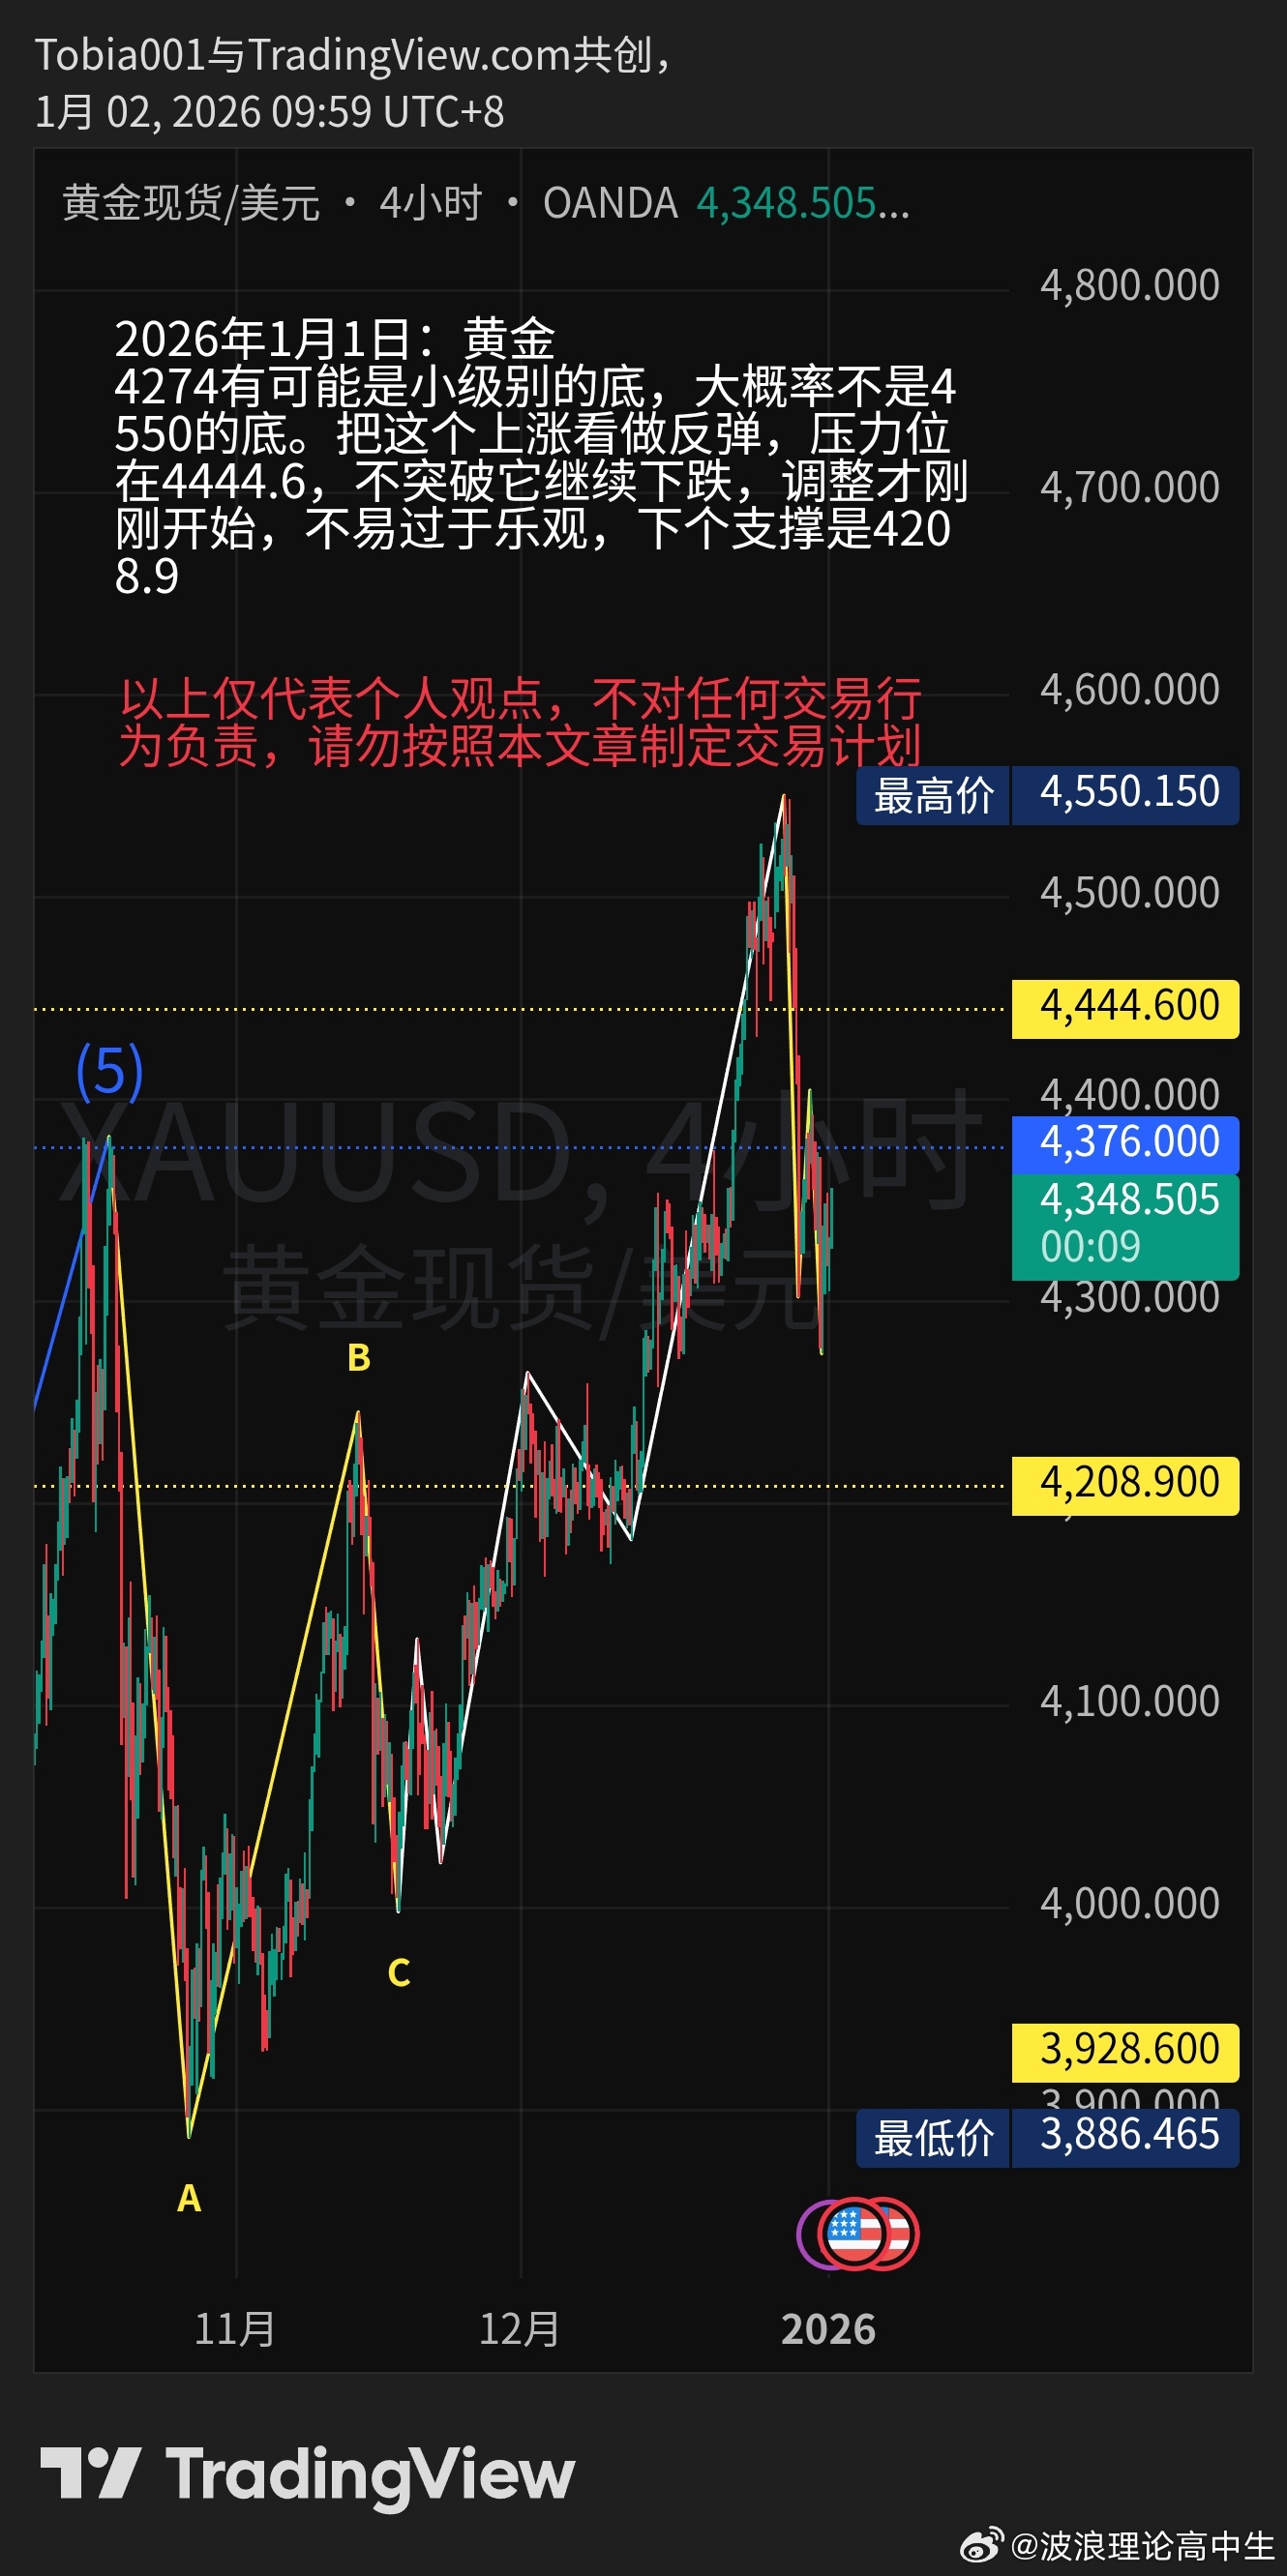 Tobia001与TradingView.com共创，
1月 02, 2026 09:59 UTC+8
黄金现货/美元 · 4小时 · OANDA 4,348.505...
4,800.000
2026年1月1日：黄金
4274有可能是小级别的底，大概率不是4
550的底。把这个上涨看做反弹，压力位
在4444.6，不突破它继续下跌，调整才刚
刚开始，不易过于乐观，下个支撑是420
8.9
4,700.000
以上仅代表个人观点，不对任何交易行
为负责，请勿按照本文章制定交易计划
4,600.000
最高价 4,550.150
4,500.000
4,444.600
(5)
4,400.000
XAUUSD, 4小时
黄金现货/美元
4,376.000
4,348.505
00:09
4,300.000
B
4,208.900
4,100.000
4,000.000
C
3,928.600
3,900.000
最低价 3,886.465
A
11月 12月 2026
TradingView
@波浪理论高中生